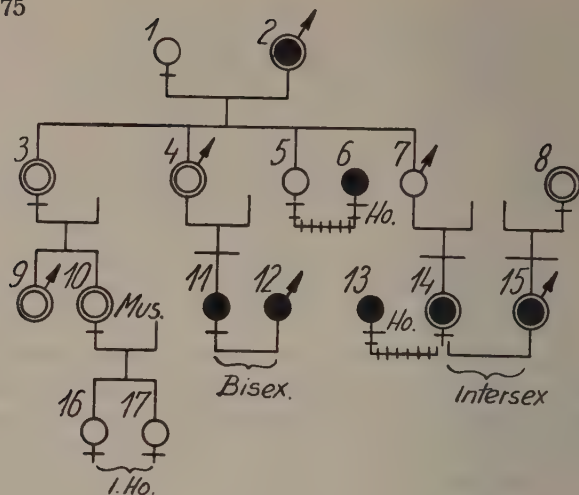 75
1 2
3 4 5 6 7 8
Ho.
9 10 Mus. 11 12 13 Ho. 14 15
Bisex. Intersex
16 17
I. Ho.